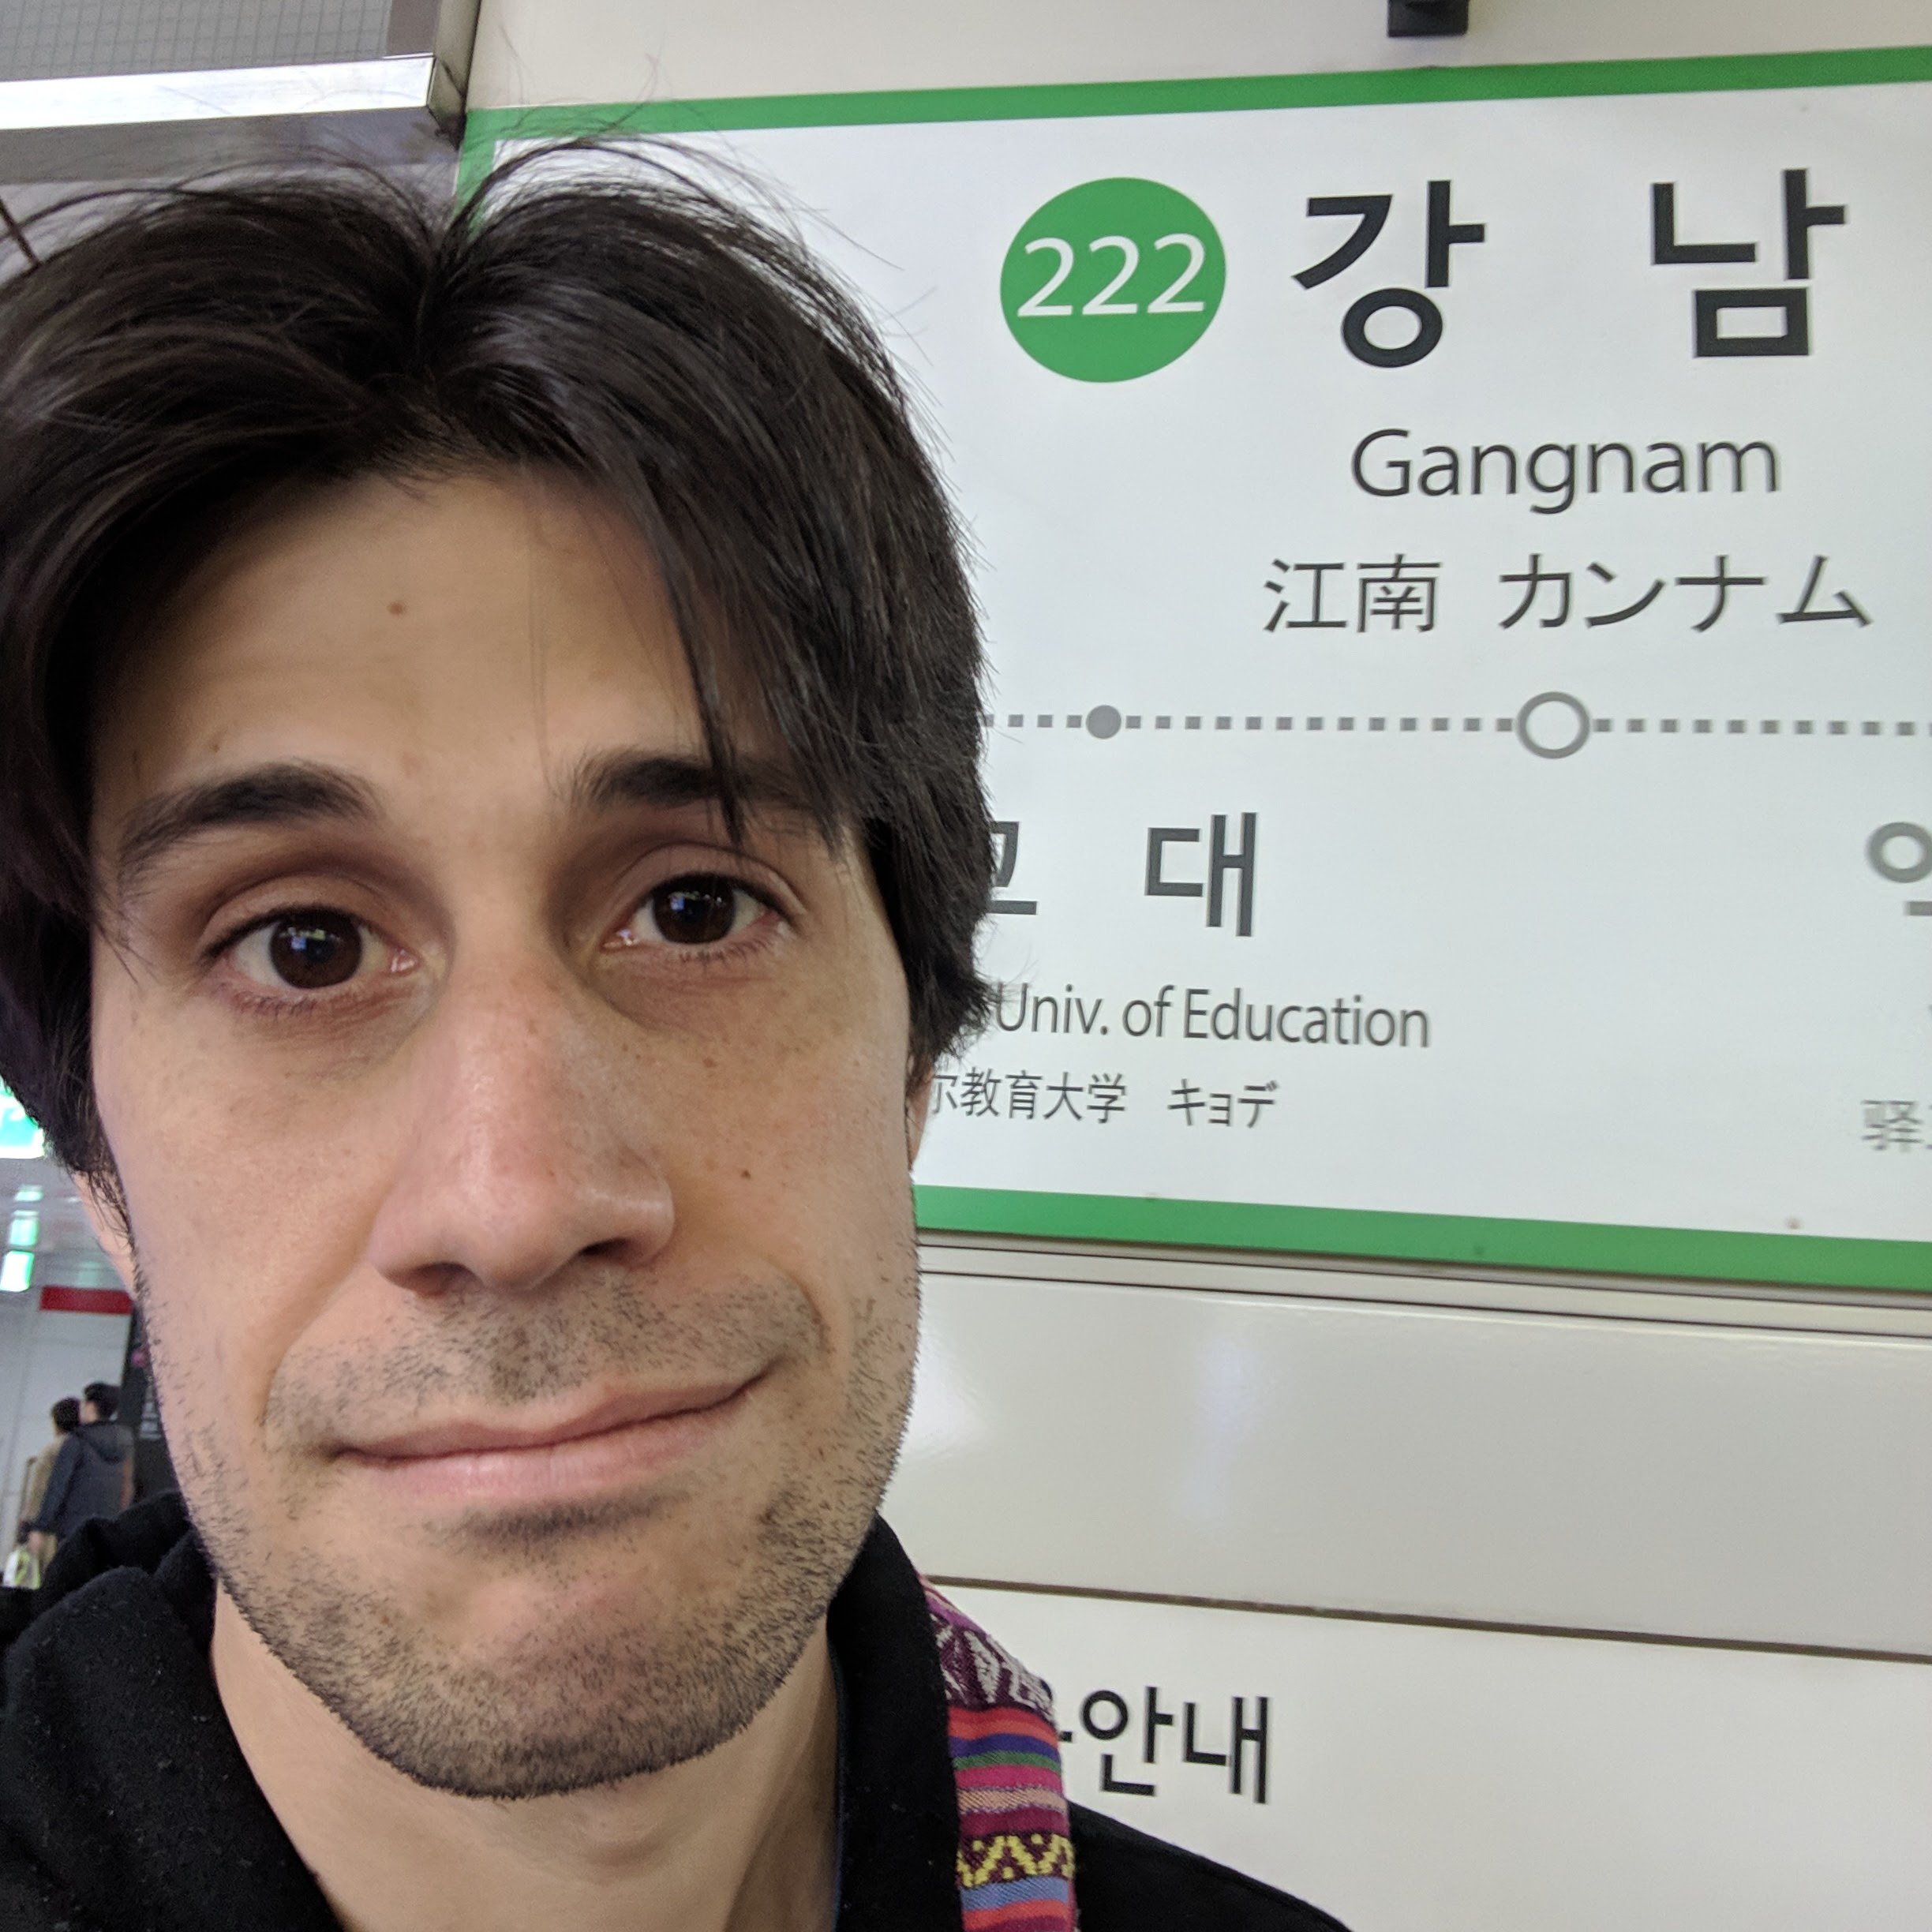 222 강 남
Gangnam
江南 カンナム
대
Univ. of Education
教育大学 キョデ
안내